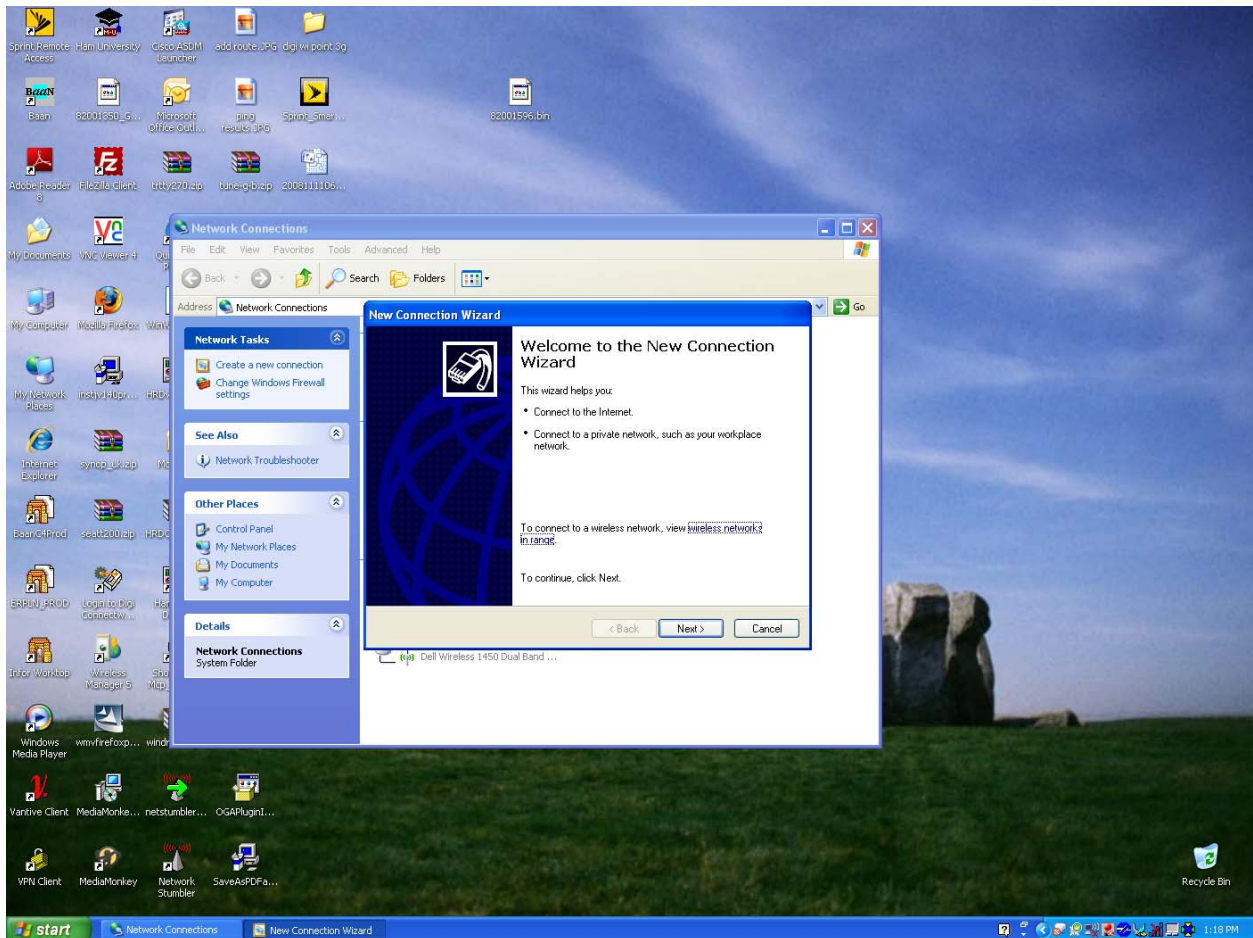 Sprint Remote Access
Ham University
Cisco ASDM Launcher
add route.JPG
digi wi point 3g
Baan
82001350_G...
Microsoft Office Outl...
ping results.JPG
Sprint_Smar...
82001596.bin
Adobe Reader 8
FileZilla Client
trtty270.zip
tune-g-b.zip
2008111106...
My Documents
VNC Viewer 4
My Computer
Mozilla Firefox
My Network Places
Internet Explorer
synop_uk.zip
BaanC4Prod
seatt200.zip
ERPLN_PROD
Login to Digi Connectw...
Infor Worktop
Wireless Manager 5
Windows Media Player
wmvfirefoxp...
Vantive Client
MediaMonke...
netstumbler...
OGAPluginI...
VPN Client
MediaMonkey
Network Stumbler
SaveAsPDFa...
Network Connections
File Edit View Favorites Tools Advanced Help
Back
Search
Folders
Address
Network Connections
Go
Network Tasks
Create a new connection
Change Windows Firewall settings
See Also
Network Troubleshooter
Other Places
Control Panel
My Network Places
My Documents
My Computer
Details
Network Connections
System Folder
New Connection Wizard
Welcome to the New Connection
Wizard
This wizard helps you:
• Connect to the Internet.
• Connect to a private network, such as your workplace
network.
To connect to a wireless network, view wireless networks
in range.
To continue, click Next.
< Back
Next >
Cancel
Dell Wireless 1450 Dual Band ...
Recycle Bin
start
Network Connections
New Connection Wizard
1:18 PM